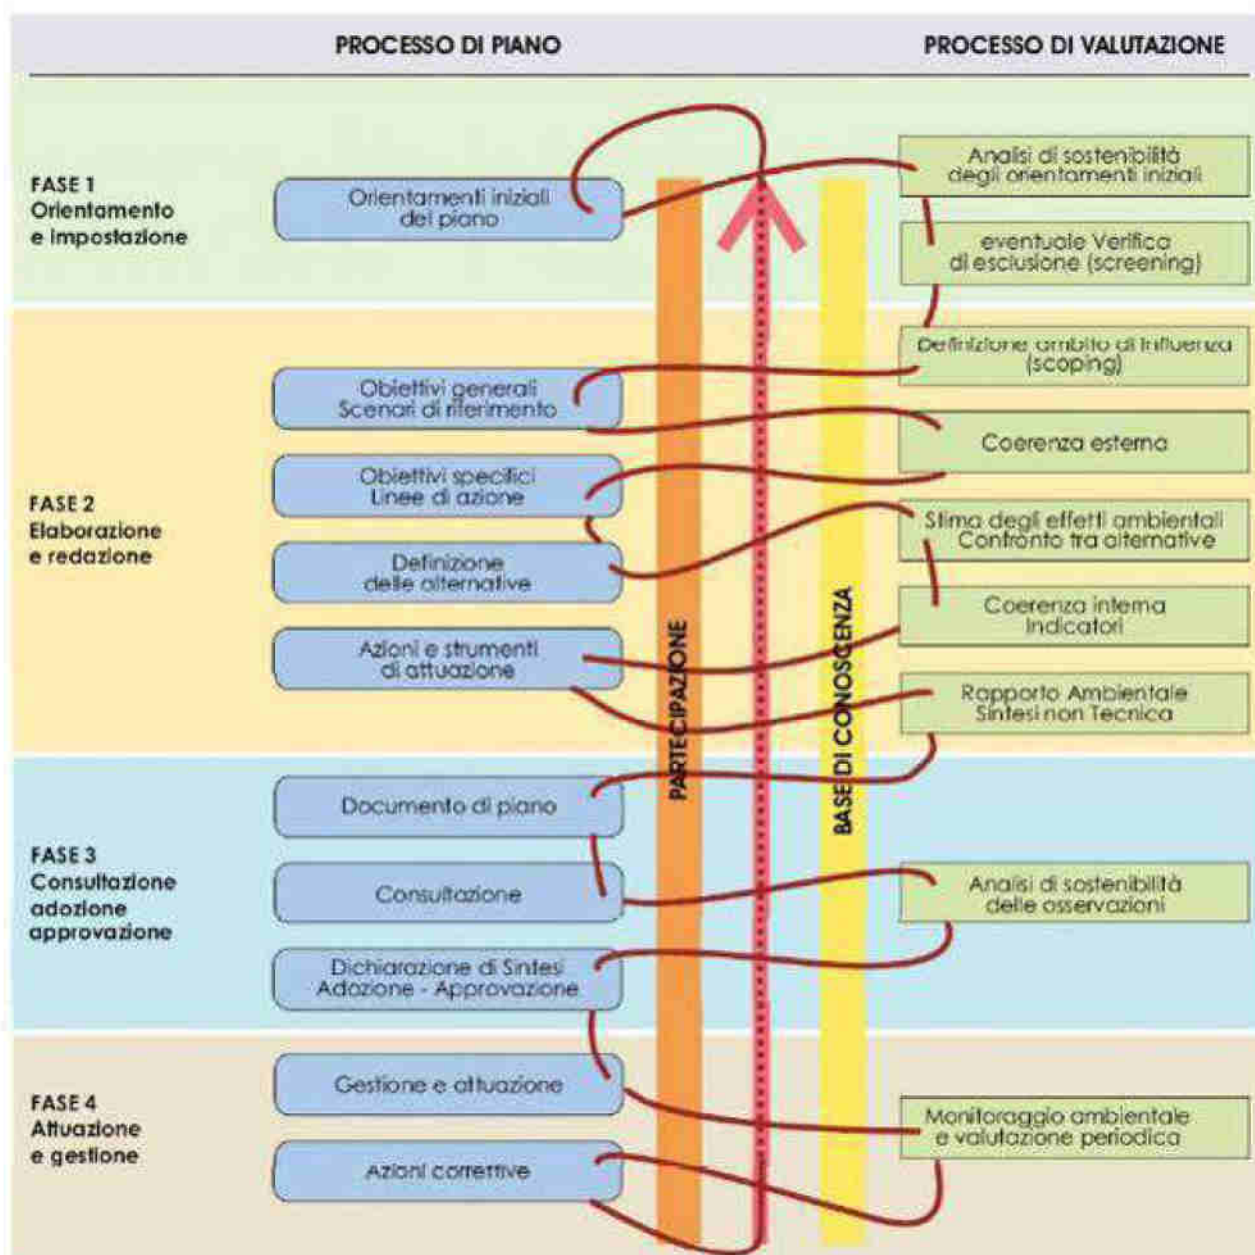 PROCESSO DI PIANO
PROCESSO DI VALUTAZIONE
FASE 1
Orientamento
e impostazione
Orientamenti iniziali
del piano
Analisi di sostenibilità
degli orientamenti iniziali
eventuale Verifica
di esclusione (screening)
FASE 2
Elaborazione
e redazione
Obiettivi generali
Scenari di riferimento
Obiettivi specifici
Linee di azione
Definizione
delle alternative
Azioni e strumenti
di attuazione
Definizione ambito di influenza
(scoping)
Coerenza esterna
Stima degli effetti ambientali
Confronto tra alternative
Coerenza interna
Indicatori
Rapporto Ambientale
Sintesi non Tecnica
PARTECIPAZIONE
BASE DI CONOSCENZA
FASE 3
Consultazione
adozione
approvazione
Documento di piano
Consultazione
Dichiarazione di Sintesi
Adozione - Approvazione
Analisi di sostenibilità
delle osservazioni
FASE 4
Attuazione
e gestione
Gestione e attuazione
Azioni correttive
Monitoraggio ambientale
e valutazione periodica